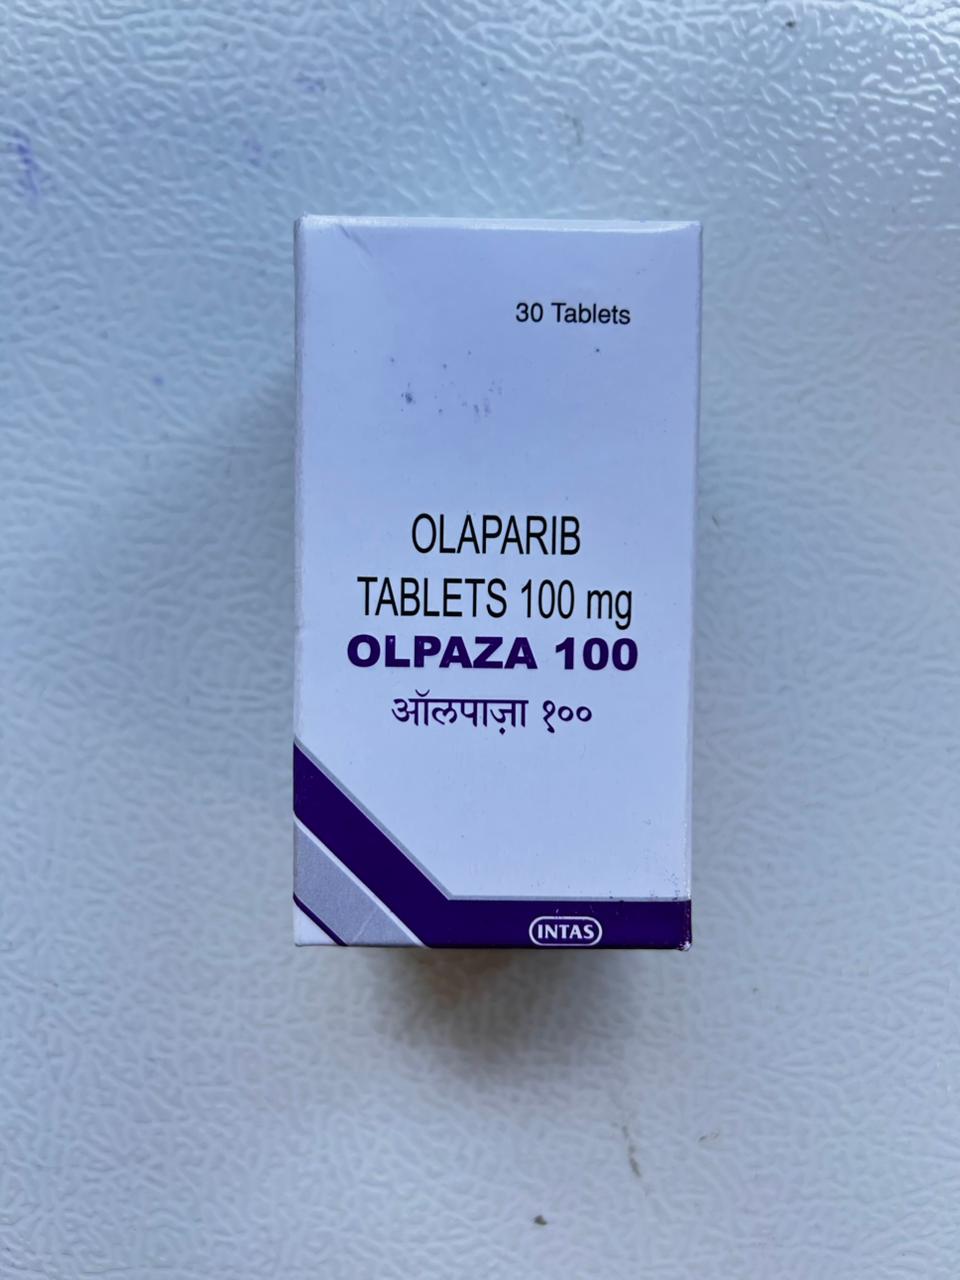 30 Tablets
OLAPARIB
TABLETS 100 mg
OLPAZA 100
ऑलपाज़ा १००
INTAS